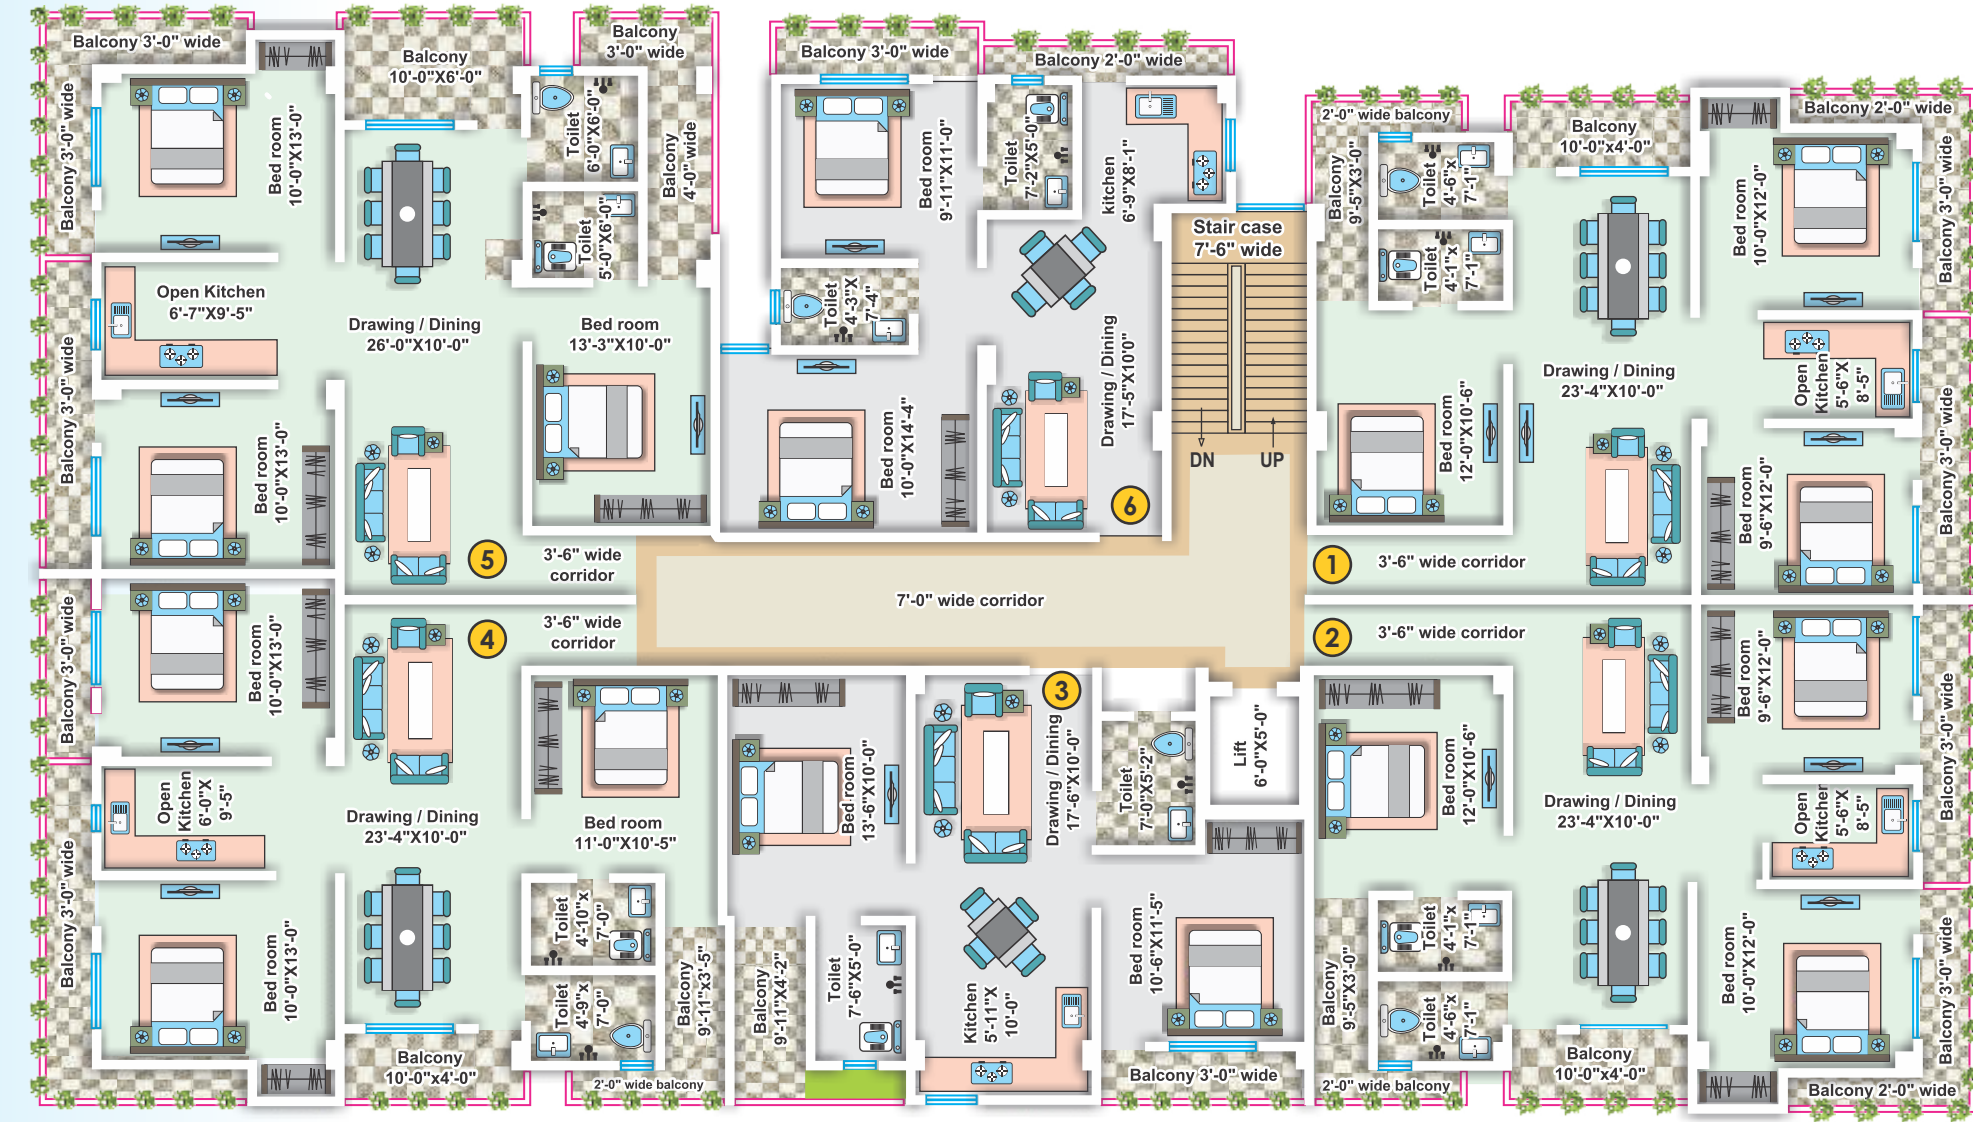 Balcony 3'-0" wide
Balcony 3'-0" wide
Bed room
10'-0"X13'-0"
Balcony
10'-0"X6'-0"
Toilet
6'-0"X6'-0"
Balcony
3'-0" wide
Balcony
4'-0" wide
Toilet
5'-0"X6'-0"
Open Kitchen
6'-7"X9'-5"
Drawing / Dining
26'-0"X10'-0"
Bed room
13'-3"X10'-0"
Balcony 3'-0" wide
Bed room
10'-0"X13'-0"
5
3'-6" wide
corridor
Balcony 3'-0" wide
Balcony 2'-0" wide
Bed room
9'-11"X11'-0"
Toilet
7'-2"X5'-0"
kitchen
6'-9"X8'-1"
Toilet
4'-3"X
7'-4"
Bed room
10'-0"X14'-4"
Drawing / Dining
17'-5"X10'0"
6
Stair case
7'-6" wide
DN
UP
2'-0" wide balcony
Balcony
9'-5"X3'-0"
Toilet
4'-6"x
7'-1"
Toilet
4'-1"x
7'-1"
Balcony
10'-0"x4'-0"
Balcony 2'-0" wide
Bed room
10'-0"X12'-0"
Balcony 3'-0" wide
Drawing / Dining
23'-4"X10'-0"
Open
Kitchen
5'-6"X
8'-5"
Bed room
12'-0"X10'-6"
Bed room
9'-6"X12'-0"
Balcony 3'-0" wide
1
3'-6" wide corridor
7'-0" wide corridor
Balcony 3'-0" wide
Bed room
10'-0"X13'-0"
4
3'-6" wide
corridor
Open
Kitchen
6'-0"X
9'-5"
Drawing / Dining
23'-4"X10'-0"
Bed room
11'-0"X10'-5"
Balcony 3'-0" wide
Bed room
10'-0"X13'-0"
Toilet
4'-10"x
7'-0"
Toilet
4'-9"x
7'-0"
Balcony
9'-11"x3'-5"
Balcony
10'-0"x4'-0"
2'-0" wide balcony
3
Bed room
13'-6"X10'-0"
Drawing / Dining
17'-6"X10'-0"
Toilet
7'-0"X5'-2"
Lift
6'-0"X5'-0"
Balcony
9'-11"X4'-2"
Toilet
7'-6"X5'-0"
Kitchen
5'-11"X
10'-0"
Bed room
10'-6"X11'-5"
Balcony 3'-0" wide
2
3'-6" wide corridor
Bed room
12'-0"X10'-6"
Bed room
9'-6"X12'-0"
Balcony 3'-0" wide
Drawing / Dining
23'-4"X10'-0"
Open
Kitchen
5'-6"X
8'-5"
Balcony
9'-5"X3'-0"
Toilet
4'-1"x
7'-1"
Toilet
4'-6"x
7'-1"
Bed room
10'-0"X12'-0"
Balcony 3'-0" wide
2'-0" wide balcony
Balcony
10'-0"x4'-0"
Balcony 2'-0" wide